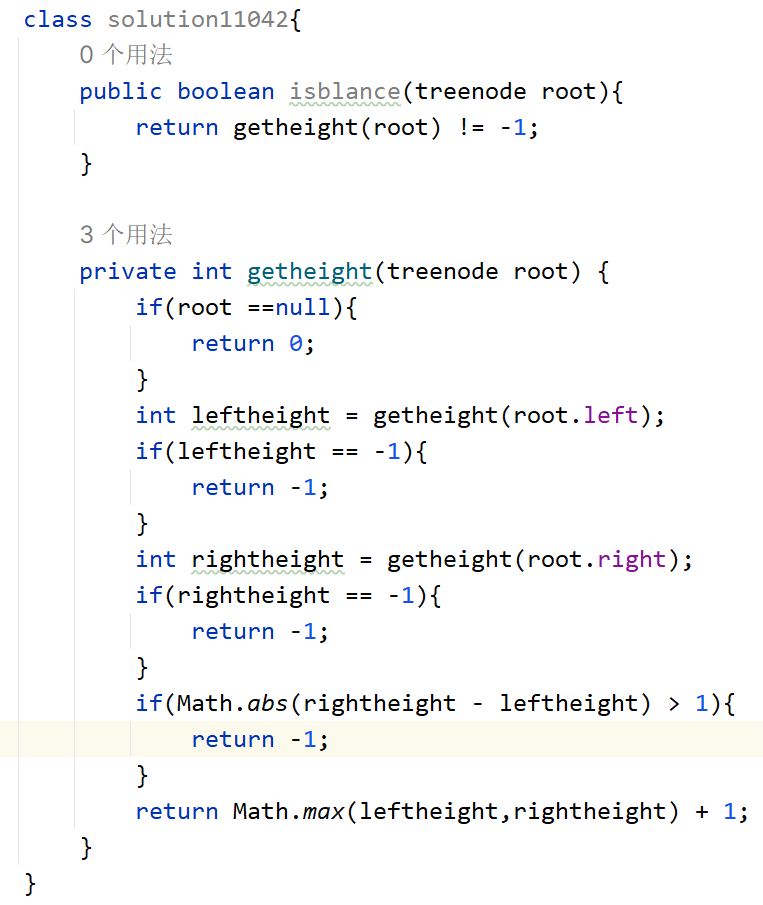 class solution11042{
0 个用法
public boolean isblance(treenode root){
return getheight(root) != -1;
}
3 个用法
private int getheight(treenode root) {
if(root ==null){
return 0;
}
int leftheight = getheight(root.left);
if(leftheight == -1){
return -1;
}
int rightheight = getheight(root.right);
if(rightheight == -1){
return -1;
}
if(Math.abs(rightheight - leftheight) > 1){
return -1;
}
return Math.max(leftheight,rightheight) + 1;
}
}